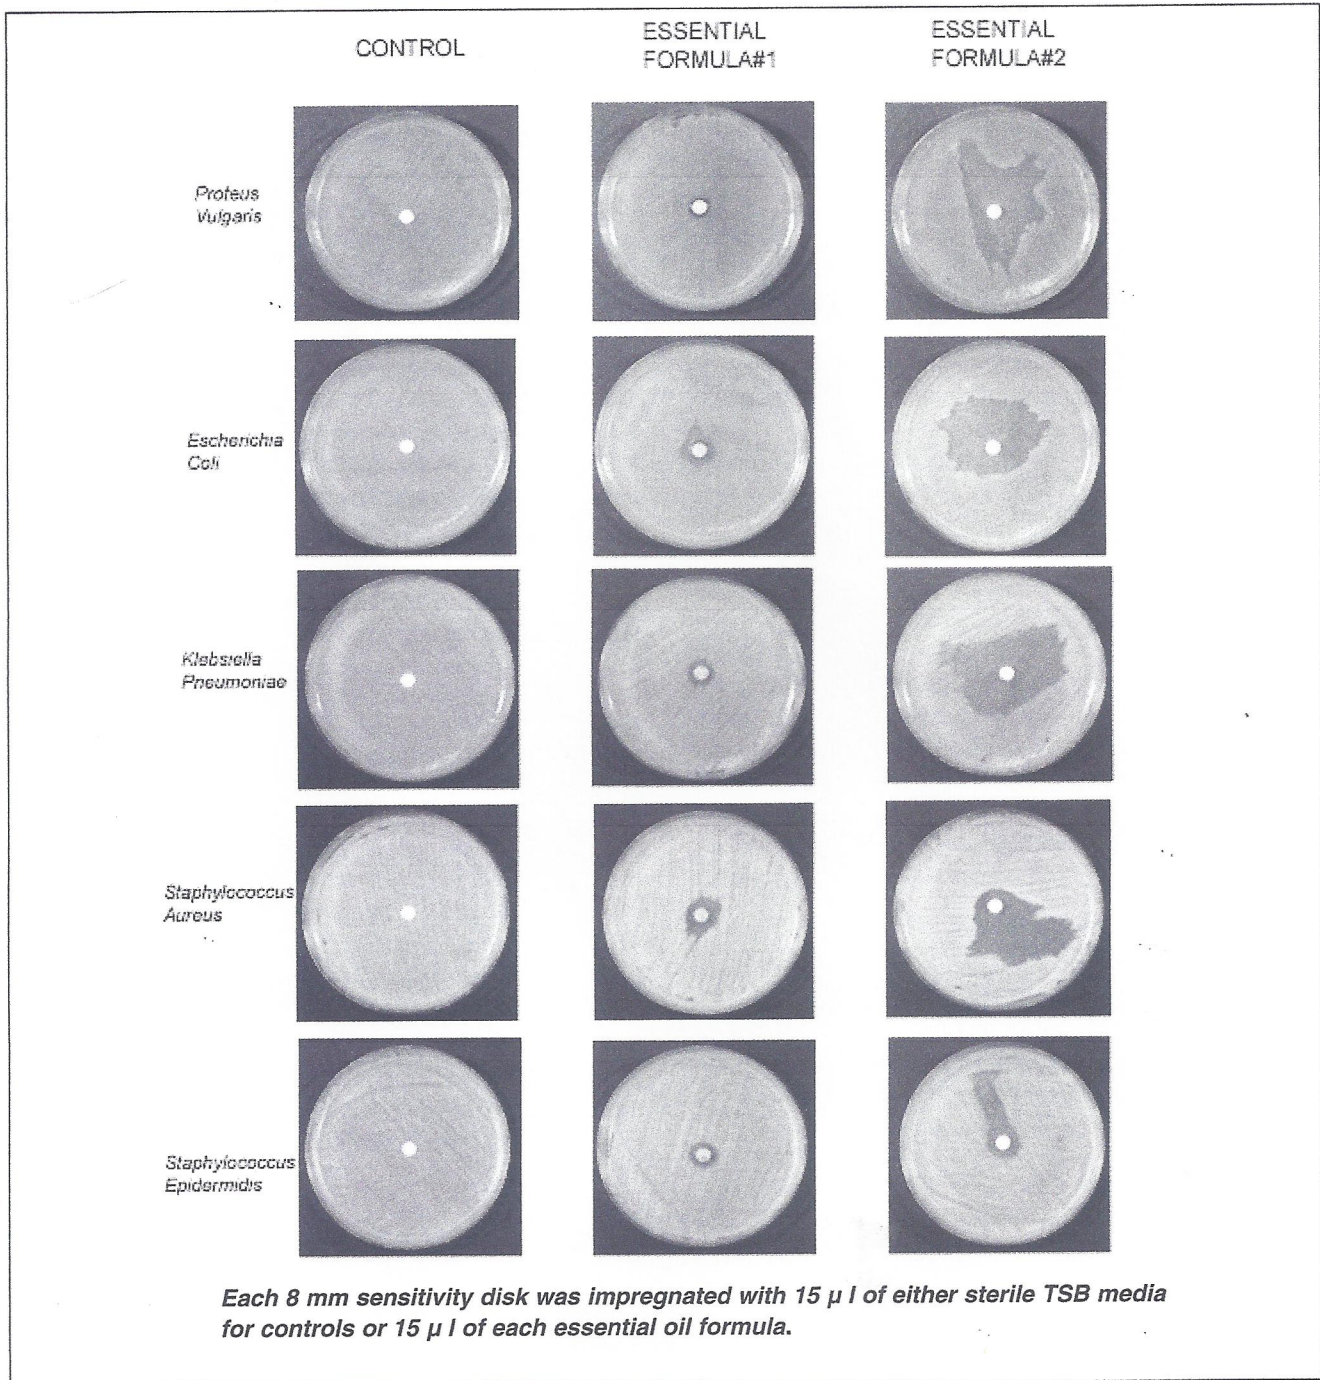 CONTROL
ESSENTIAL
FORMULA#1
ESSENTIAL
FORMULA#2
Proteus
Vulgaris
Escherichia
Coli
Klebsiella
Pneumoniae
Staphylococcus
Aureus
Staphylococcus
Epidermidis
Each 8 mm sensitivity disk was impregnated with 15 µ l of either sterile TSB media
for controls or 15 µ l of each essential oil formula.